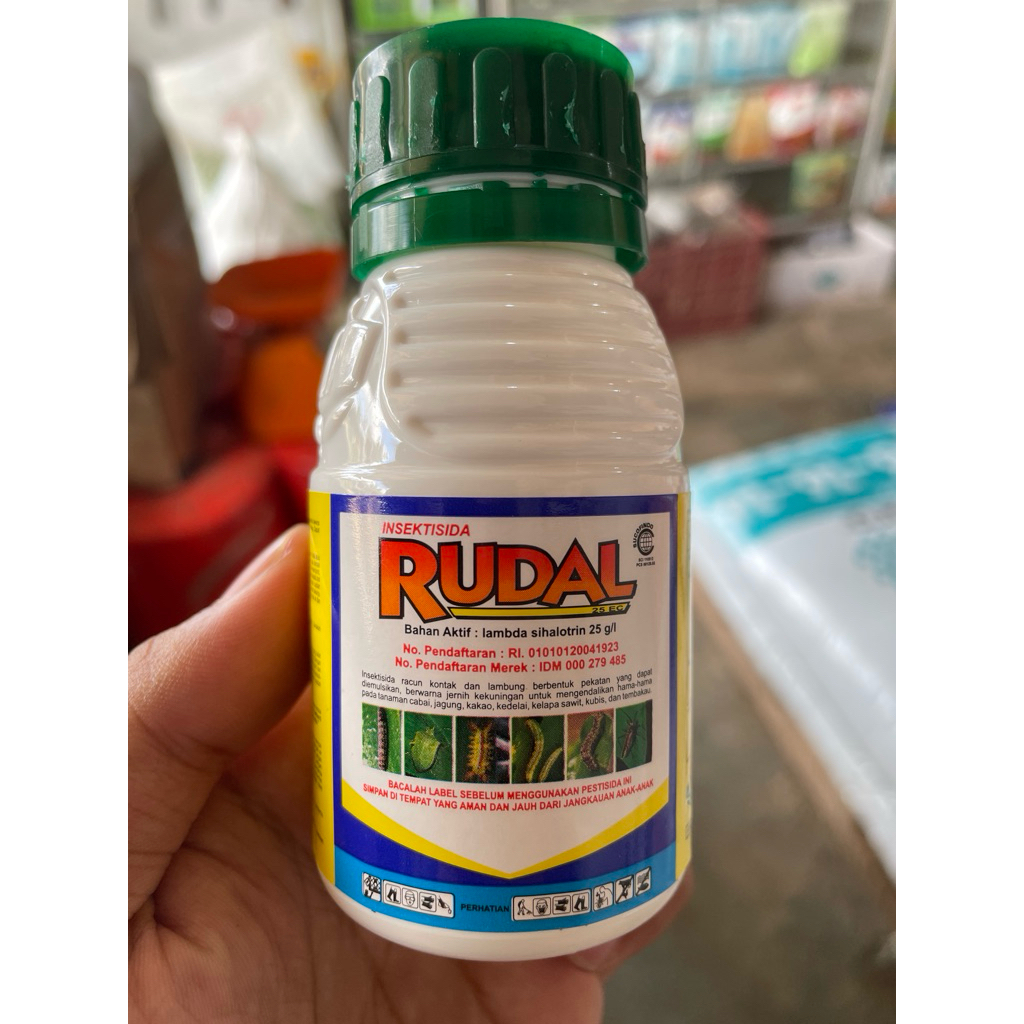 INSEKTISIDA
RUDAL
25 EC
SUCOFINDO
Bahan Aktif : lambda sihalotrin 25 g/l
No. Pendaftaran : RI. 01010120041923
No. Pendaftaran Merek : IDM 000 279 485
Insektisida racun kontak dan lambung berbentuk pekatan yang dapat
diemulsikan, berwarna jernih kekuningan untuk mengendalikan hama-hama
pada tanaman cabai, jagung, kakao, kedelai, kelapa sawit, kubis, dan tembakau.
BACALAH LABEL SEBELUM MENGGUNAKAN PESTISIDA INI
SIMPAN DI TEMPAT YANG AMAN DAN JAUH DARI JANGKAUAN ANAK-ANAK
PERHATIAN